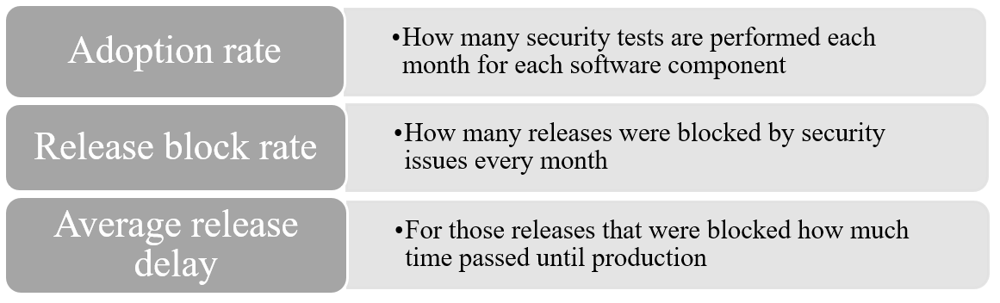 Adoption rate
•How many security tests are performed each
month for each software component
Release block rate
•How many releases were blocked by security
issues every month
Average release
delay
•For those releases that were blocked how much
time passed until production